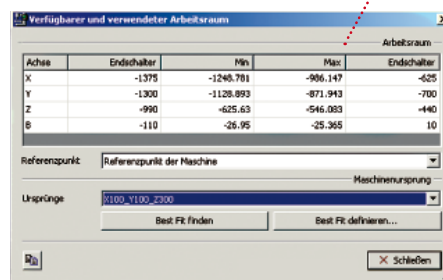 Verfügbarer und verwendeter Arbeitsraum
Arbeitsraum
Achse Endschalter Min Max Endschalter
X -1375 -1248.781 -986.147 -625
Y -1300 -1128.893 -871.943 -700
Z -990 -625.63 -546.083 -440
B -110 -26.95 -25.365 10
Referenzpunkt Referenzpunkt der Maschine
Maschinenursprung
Ursprünge X100_Y100_Z300
Best Fit finden Best Fit definieren...
Schließen